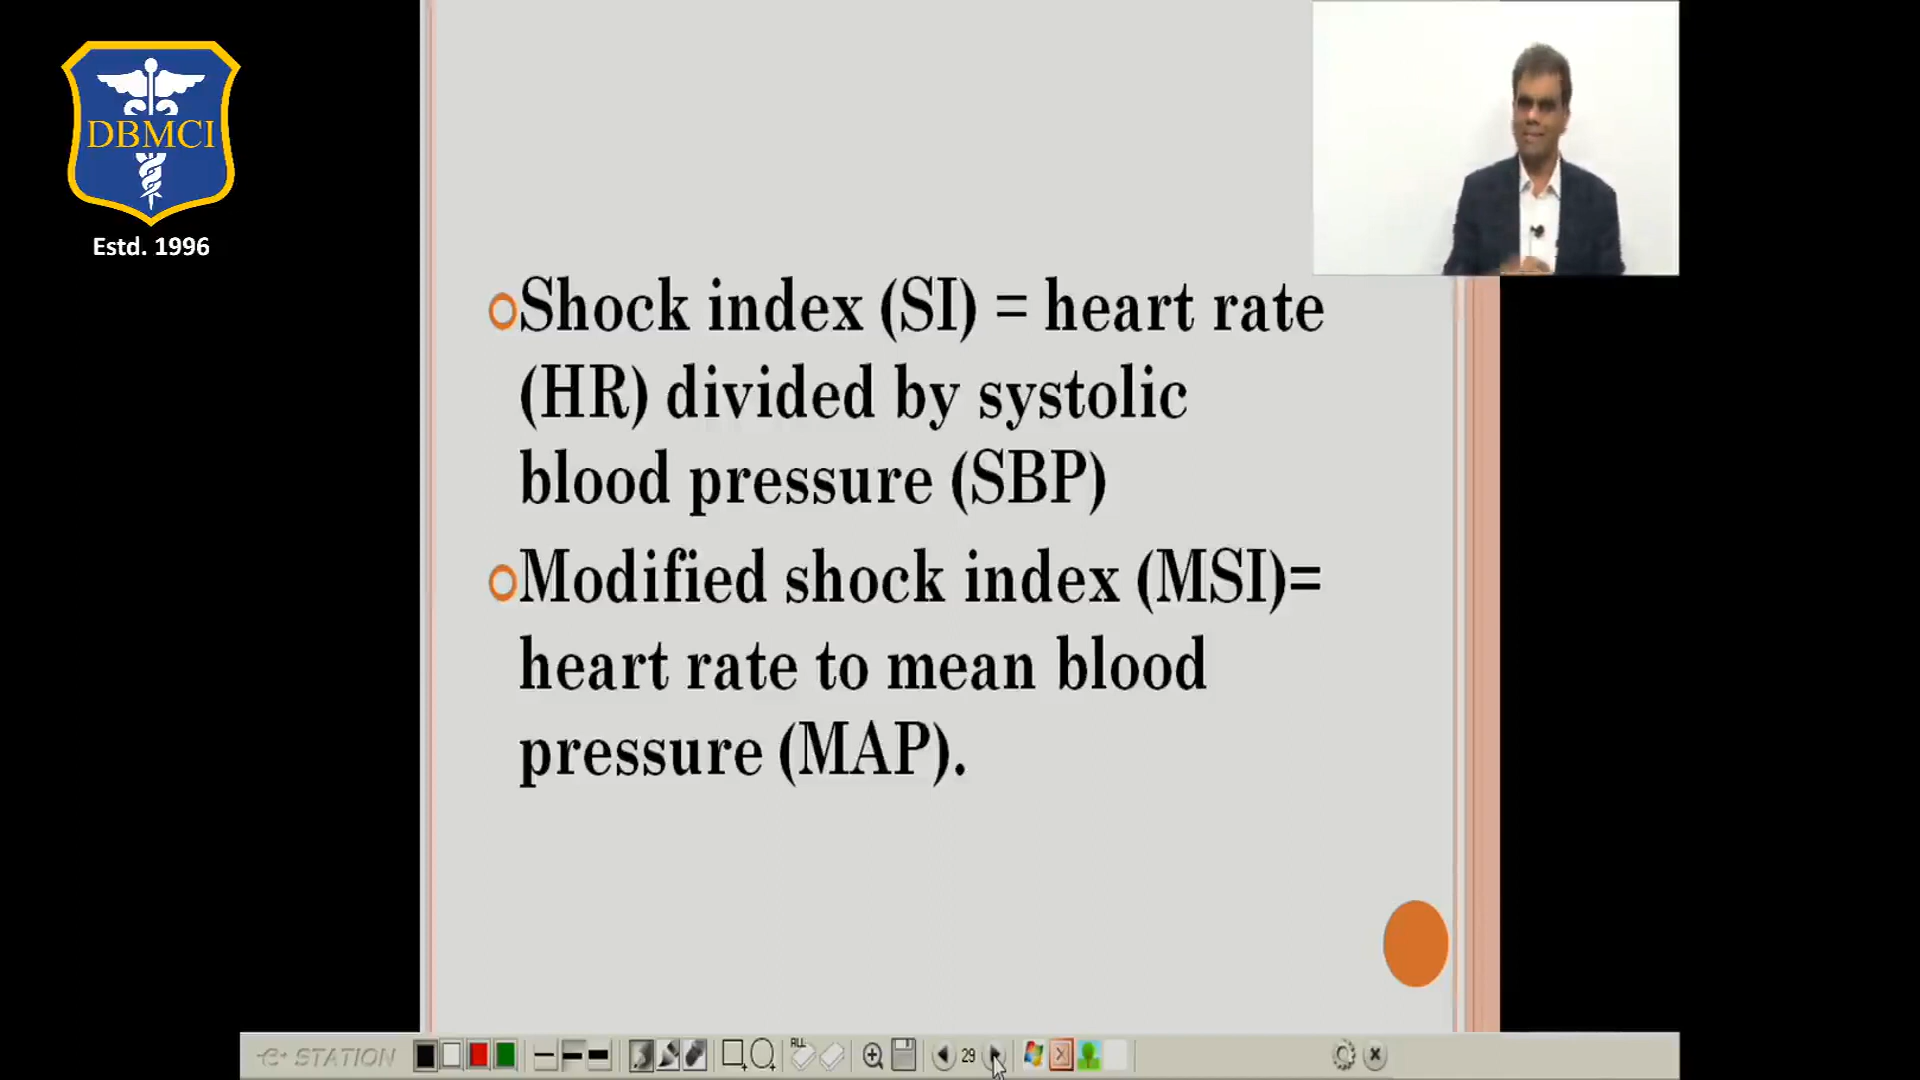 DBMCI
Estd. 1996
Shock index (SI) = heart rate
(HR) divided by systolic
blood pressure (SBP)
Modified shock index (MSI)=
heart rate to mean blood
pressure (MAP).
e+ STATION
ALL
29